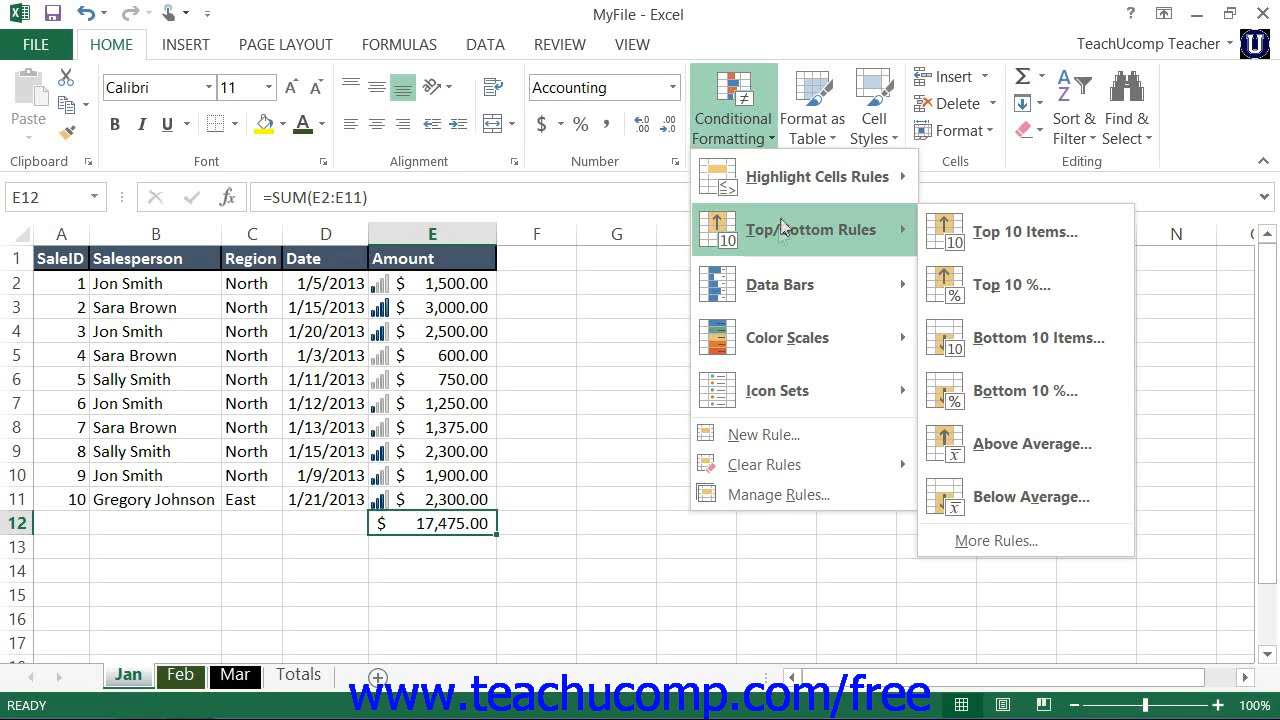 MyFile - Excel
FILE HOME INSERT PAGE LAYOUT FORMULAS DATA REVIEW VIEW TeachUcomp Teacher
Paste
Calibri 11
B I U
Accounting
$ % ,
Conditional Formatting
Format as Table
Cell Styles
Insert
Delete
Format
Sort & Filter
Find & Select
Clipboard Font Alignment Number Cells Editing
E12 fx =SUM(E2:E11)
A B C D E F G N
1 SaleID Salesperson Region Date Amount
2 1 Jon Smith North 1/5/2013 $ 1,500.00
3 2 Sara Brown North 1/15/2013 $ 3,000.00
4 3 Jon Smith North 1/20/2013 $ 2,500.00
5 4 Sara Brown North 1/3/2013 $ 600.00
6 5 Sally Smith North 1/11/2013 $ 750.00
7 6 Jon Smith North 1/12/2013 $ 1,250.00
8 7 Sara Brown North 1/13/2013 $ 1,375.00
9 8 Sally Smith North 1/15/2013 $ 2,300.00
10 9 Jon Smith North 1/9/2013 $ 1,900.00
11 10 Gregory Johnson East 1/21/2013 $ 2,300.00
12 $ 17,475.00
13
14
15
16
17
Highlight Cells Rules
Top/Bottom Rules
Data Bars
Color Scales
Icon Sets
New Rule...
Clear Rules
Manage Rules...
Top 10 Items...
Top 10 %...
Bottom 10 Items...
Bottom 10 %...
Above Average...
Below Average...
More Rules...
Jan Feb Mar Totals
www.teachucomp.com/free
READY 100%